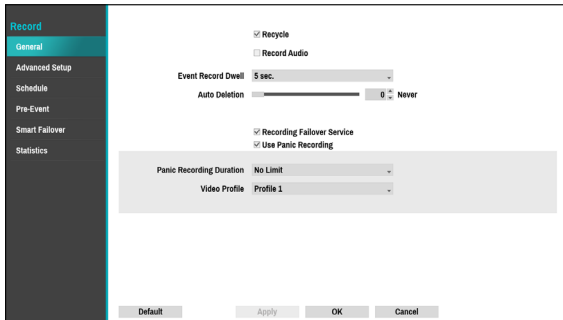 Record
General
Advanced Setup
Schedule
Pre-Event
Smart Failover
Statistics
Recycle
Record Audio
Event Record Dwell 5 sec.
Auto Deletion 0 Never
Recording Failover Service
Use Panic Recording
Panic Recording Duration No Limit
Video Profile Profile 1
Default Apply OK Cancel